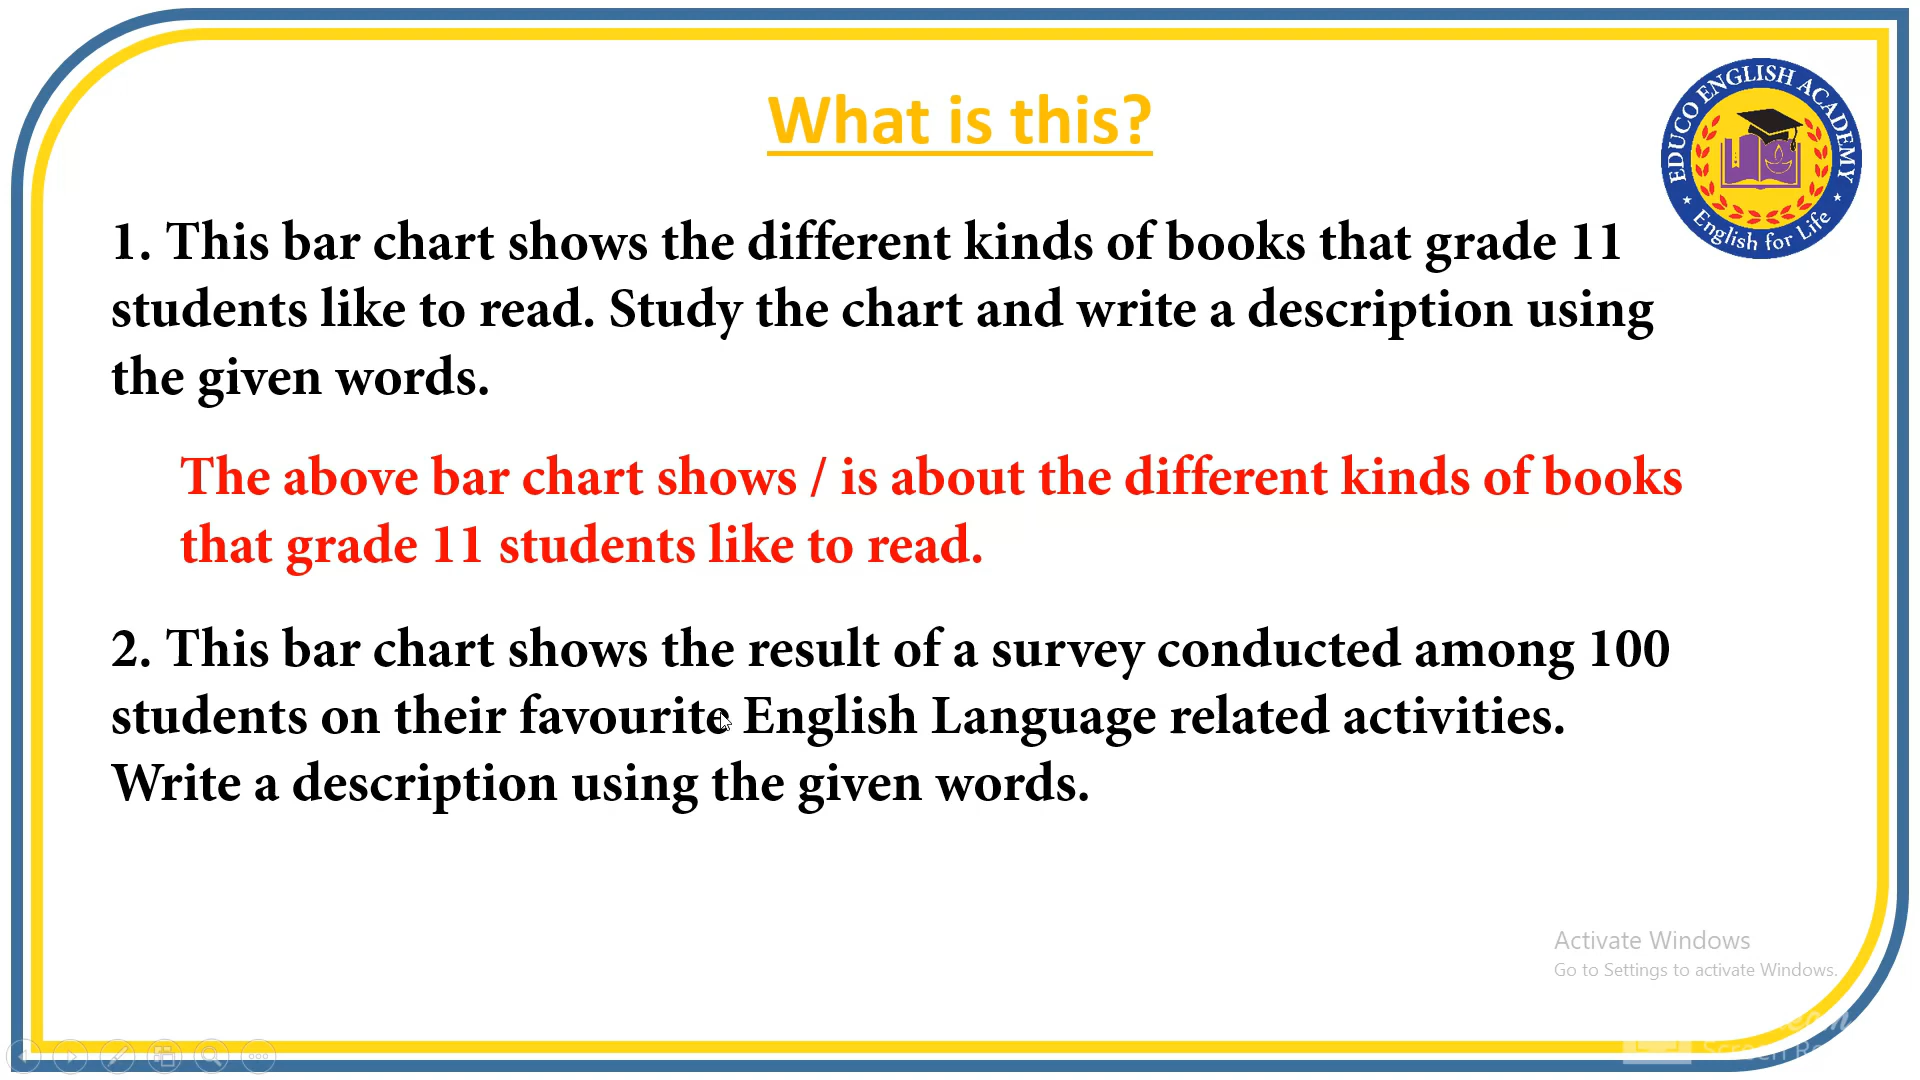 What is this?
EDUCO ENGLISH ACADEMY
English for Life
1. This bar chart shows the different kinds of books that grade 11
students like to read. Study the chart and write a description using
the given words.
The above bar chart shows / is about the different kinds of books
that grade 11 students like to read.
2. This bar chart shows the result of a survey conducted among 100
students on their favourite English Language related activities.
Write a description using the given words.
Activate Windows
Go to Settings to activate Windows.
Screen